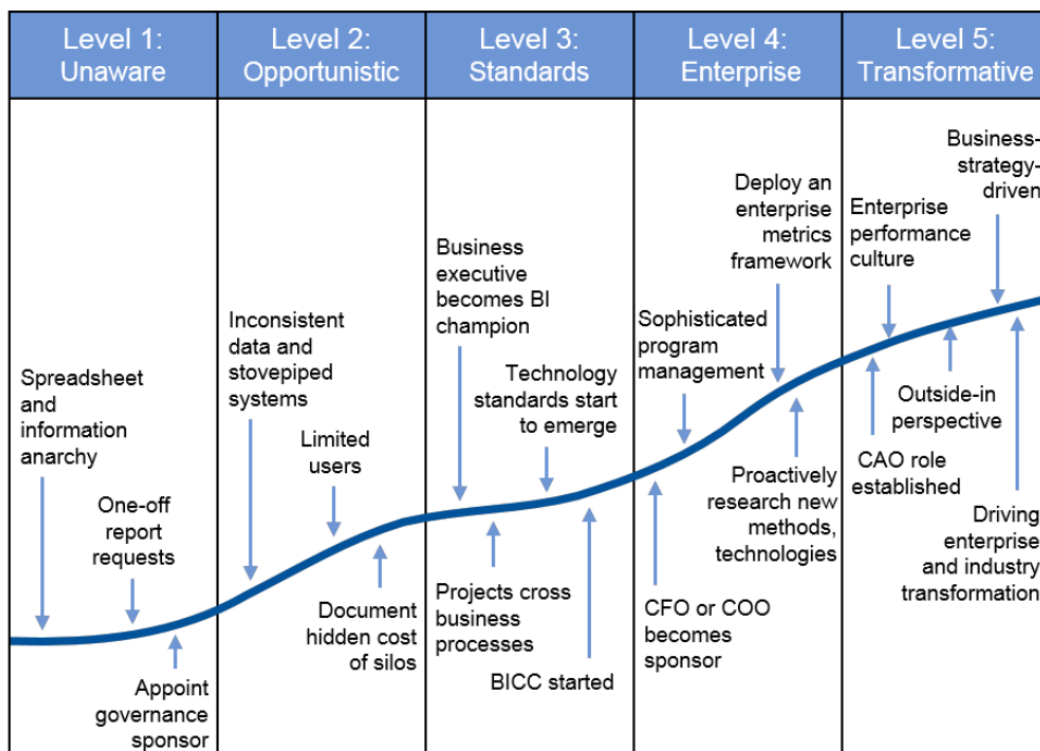 Level 1:
Unaware
Level 2:
Opportunistic
Level 3:
Standards
Level 4:
Enterprise
Level 5:
Transformative
Spreadsheet
and
information
anarchy
One-off
report
requests
Appoint
governance
sponsor
Inconsistent
data and
stovepiped
systems
Limited
users
Document
hidden cost
of silos
Business
executive
becomes BI
champion
Technology
standards start
to emerge
Projects cross
business
processes
BICC started
Deploy an
enterprise
metrics
framework
Sophisticated
program
management
Proactively
research new
methods,
technologies
CFO or COO
becomes
sponsor
Business-
strategy-
driven
Enterprise
performance
culture
Outside-in
perspective
CAO role
established
Driving
enterprise
and industry
transformation